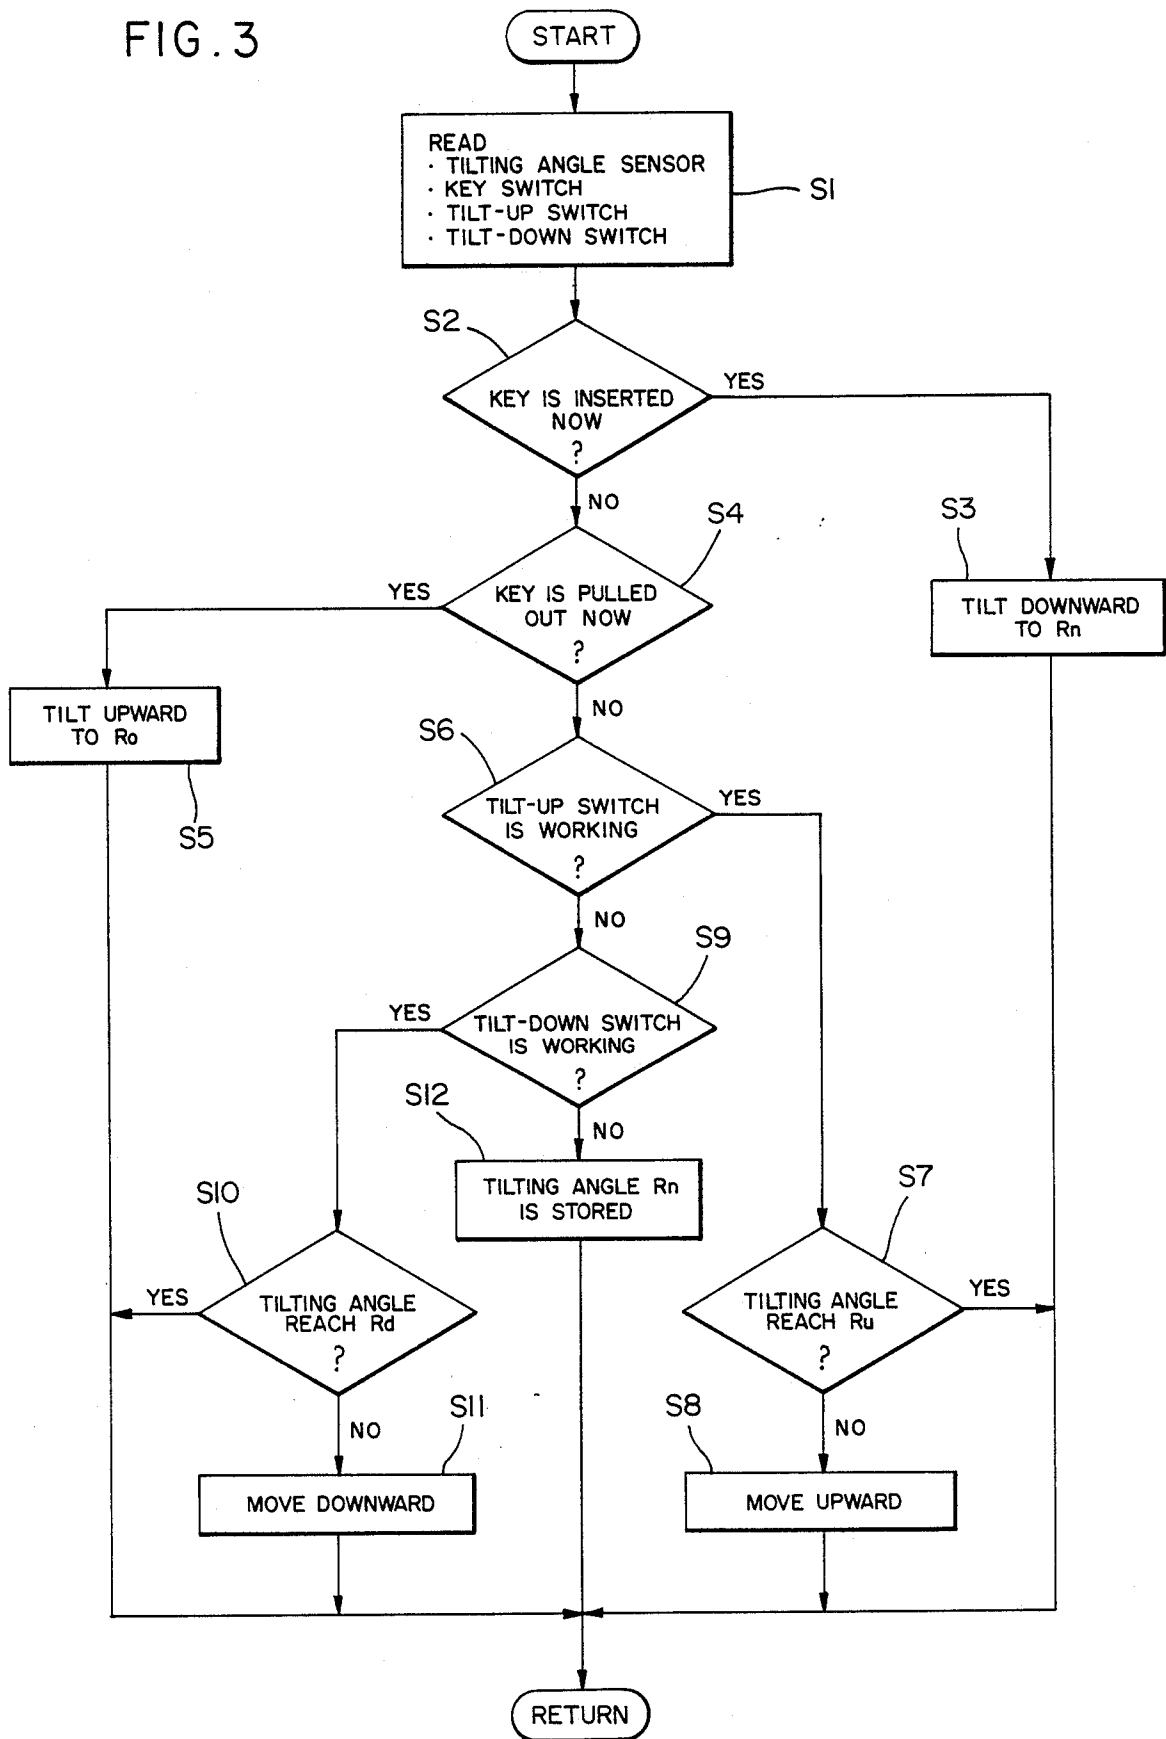 FIG. 3
START
READ
· TILTING ANGLE SENSOR
· KEY SWITCH
· TILT-UP SWITCH
· TILT-DOWN SWITCH
S1
S2
KEY IS INSERTED
NOW
?
YES
NO
S3
TILT DOWNWARD
TO Rn
S4
KEY IS PULLED
OUT NOW
?
YES
NO
TILT UPWARD
TO Ro
S5
S6
TILT-UP SWITCH
IS WORKING
?
YES
NO
S9
TILT-DOWN SWITCH
IS WORKING
?
YES
NO
S12
TILTING ANGLE Rn
IS STORED
S10
TILTING ANGLE
REACH Rd
?
YES
NO
S7
TILTING ANGLE
REACH Ru
?
YES
NO
S11
MOVE DOWNWARD
S8
MOVE UPWARD
RETURN